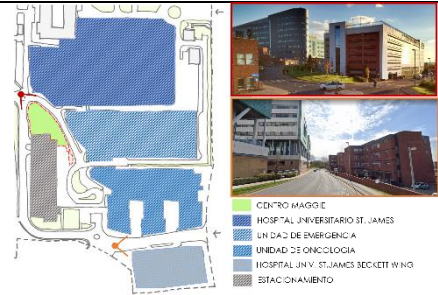 CENTRO MAGGIE
HOSPITAL UNIVERSITARIO ST. JAMES
UNIDAD DE EMERGENCIA
UNIDAD DE ONCOLOGIA
HOSPITAL UNIV. ST.JAMES BECKETT WING
ESTACIONAMIENTO